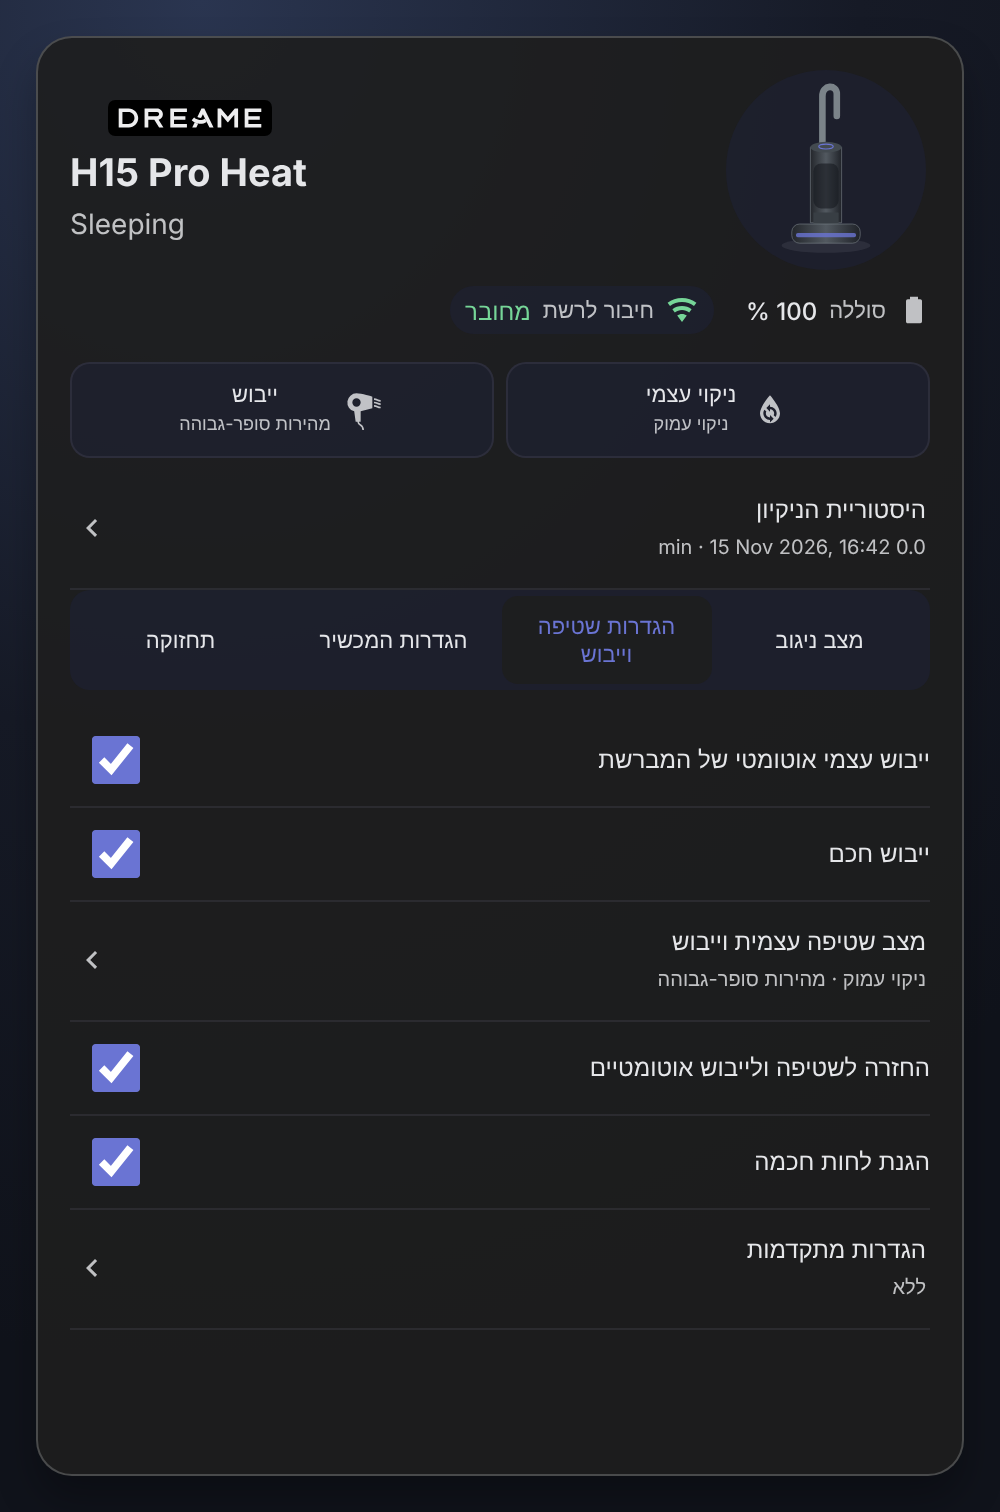 DREAME
H15 Pro Heat
Sleeping
סוללה 100 %
חיבור לרשת מחובר
ניקוי עצמי
ניקוי עמוק
ייבוש
מהירות סופר-גבוהה
היסטוריית הניקיון
0.0 min · 15 Nov 2026, 16:42
מצב ניגוב
הגדרות שטיפה
וייבוש
הגדרות המכשיר
תחזוקה
ייבוש עצמי אוטומטי של המברשת
ייבוש חכם
מצב שטיפה עצמית וייבוש
ניקוי עמוק · מהירות סופר-גבוהה
החזרה לשטיפה ולייבוש אוטומטיים
הגנת לחות חכמה
הגדרות מתקדמות
ללא